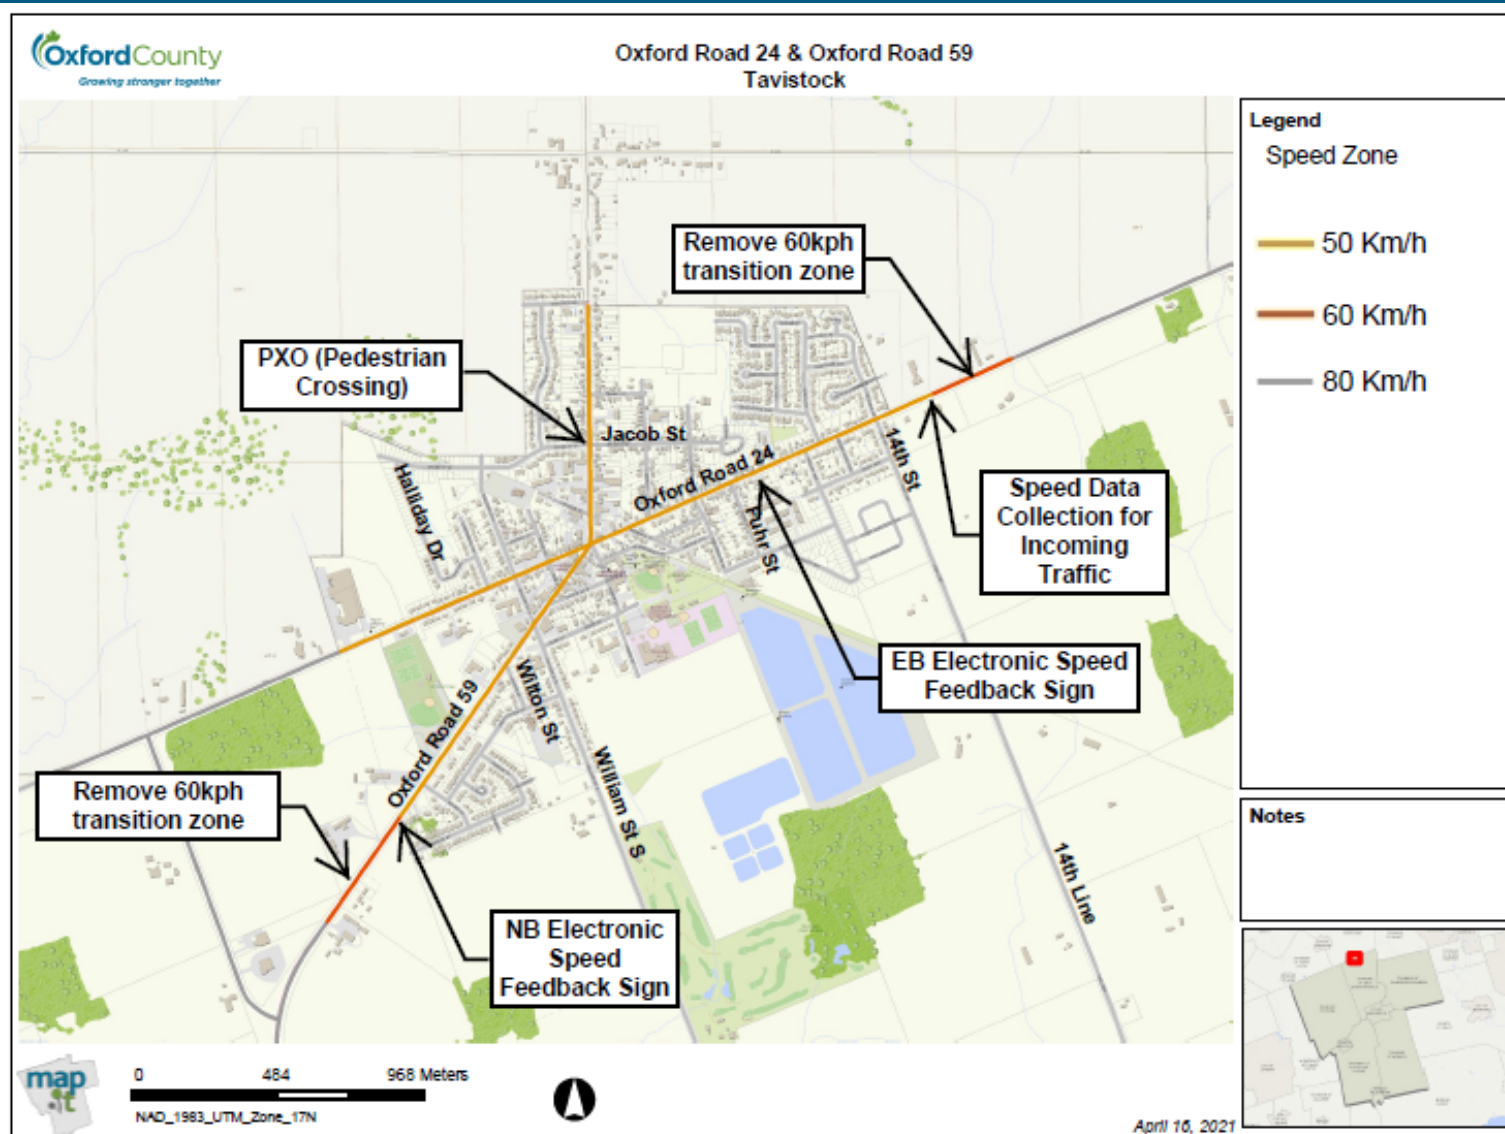 OxfordCounty
Growing stronger together
Oxford Road 24 & Oxford Road 59
Tavistock
Legend
Speed Zone
50 Km/h
60 Km/h
80 Km/h
Remove 60kph
transition zone
PXO (Pedestrian
Crossing)
Jacob St
Oxford Road 24
14th St
Halliday Dr
Fuhr St
Speed Data
Collection for
Incoming
Traffic
EB Electronic Speed
Feedback Sign
Oxford Road 59
Wilton St
William St S
14th Line
Remove 60kph
transition zone
NB Electronic
Speed
Feedback Sign
Notes
map it
0 484 968 Meters
NAD_1983_UTM_Zone_17N
April 16, 2021